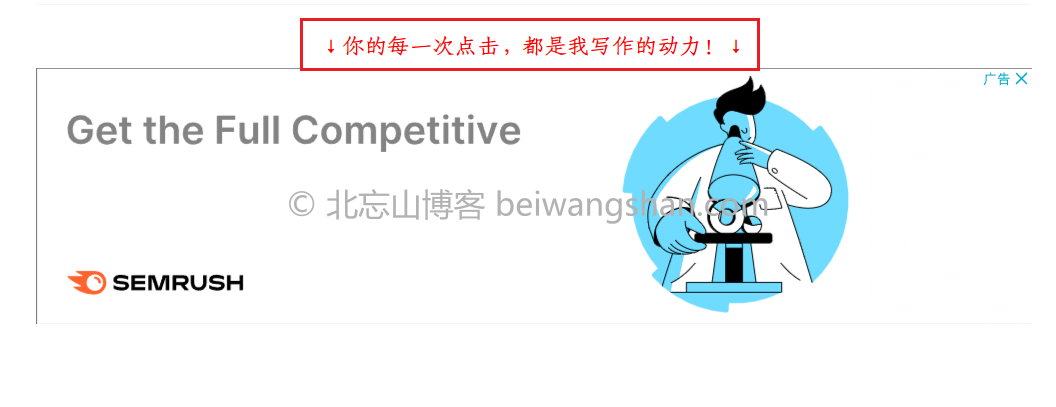 ↓你的每一次点击，都是我写作的动力！↓
广告
Get the Full Competitive
© 北忘山博客 beiwangshan.com
SEMRUSH